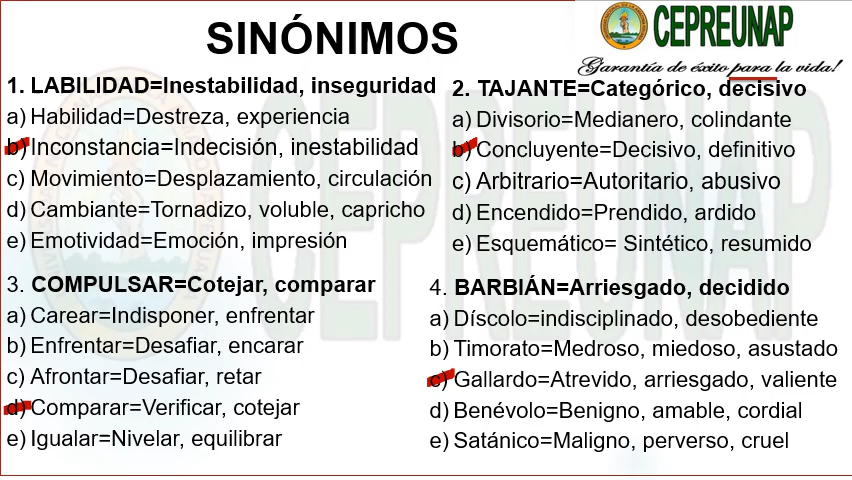 SINÓNIMOS
CEPREUNAP
Garantía de éxito para la vida!
1. LABILIDAD=Inestabilidad, inseguridad
a) Habilidad=Destreza, experiencia
b) Inconstancia=Indecisión, inestabilidad
c) Movimiento=Desplazamiento, circulación
d) Cambiante=Tornadizo, voluble, capricho
e) Emotividad=Emoción, impresión
2. TAJANTE=Categórico, decisivo
a) Divisorio=Medianero, colindante
b) Concluyente=Decisivo, definitivo
c) Arbitrario=Autoritario, abusivo
d) Encendido=Prendido, ardido
e) Esquemático= Sintético, resumido
3. COMPULSAR=Cotejar, comparar
a) Carear=Indisponer, enfrentar
b) Enfrentar=Desafiar, encarar
c) Afrontar=Desafiar, retar
d) Comparar=Verificar, cotejar
e) Igualar=Nivelar, equilibrar
4. BARBIÁN=Arriesgado, decidido
a) Díscolo=indisciplinado, desobediente
b) Timorato=Medroso, miedoso, asustado
c) Gallardo=Atrevido, arriesgado, valiente
d) Benévolo=Benigno, amable, cordial
e) Satánico=Maligno, perverso, cruel
CEPREUNAP